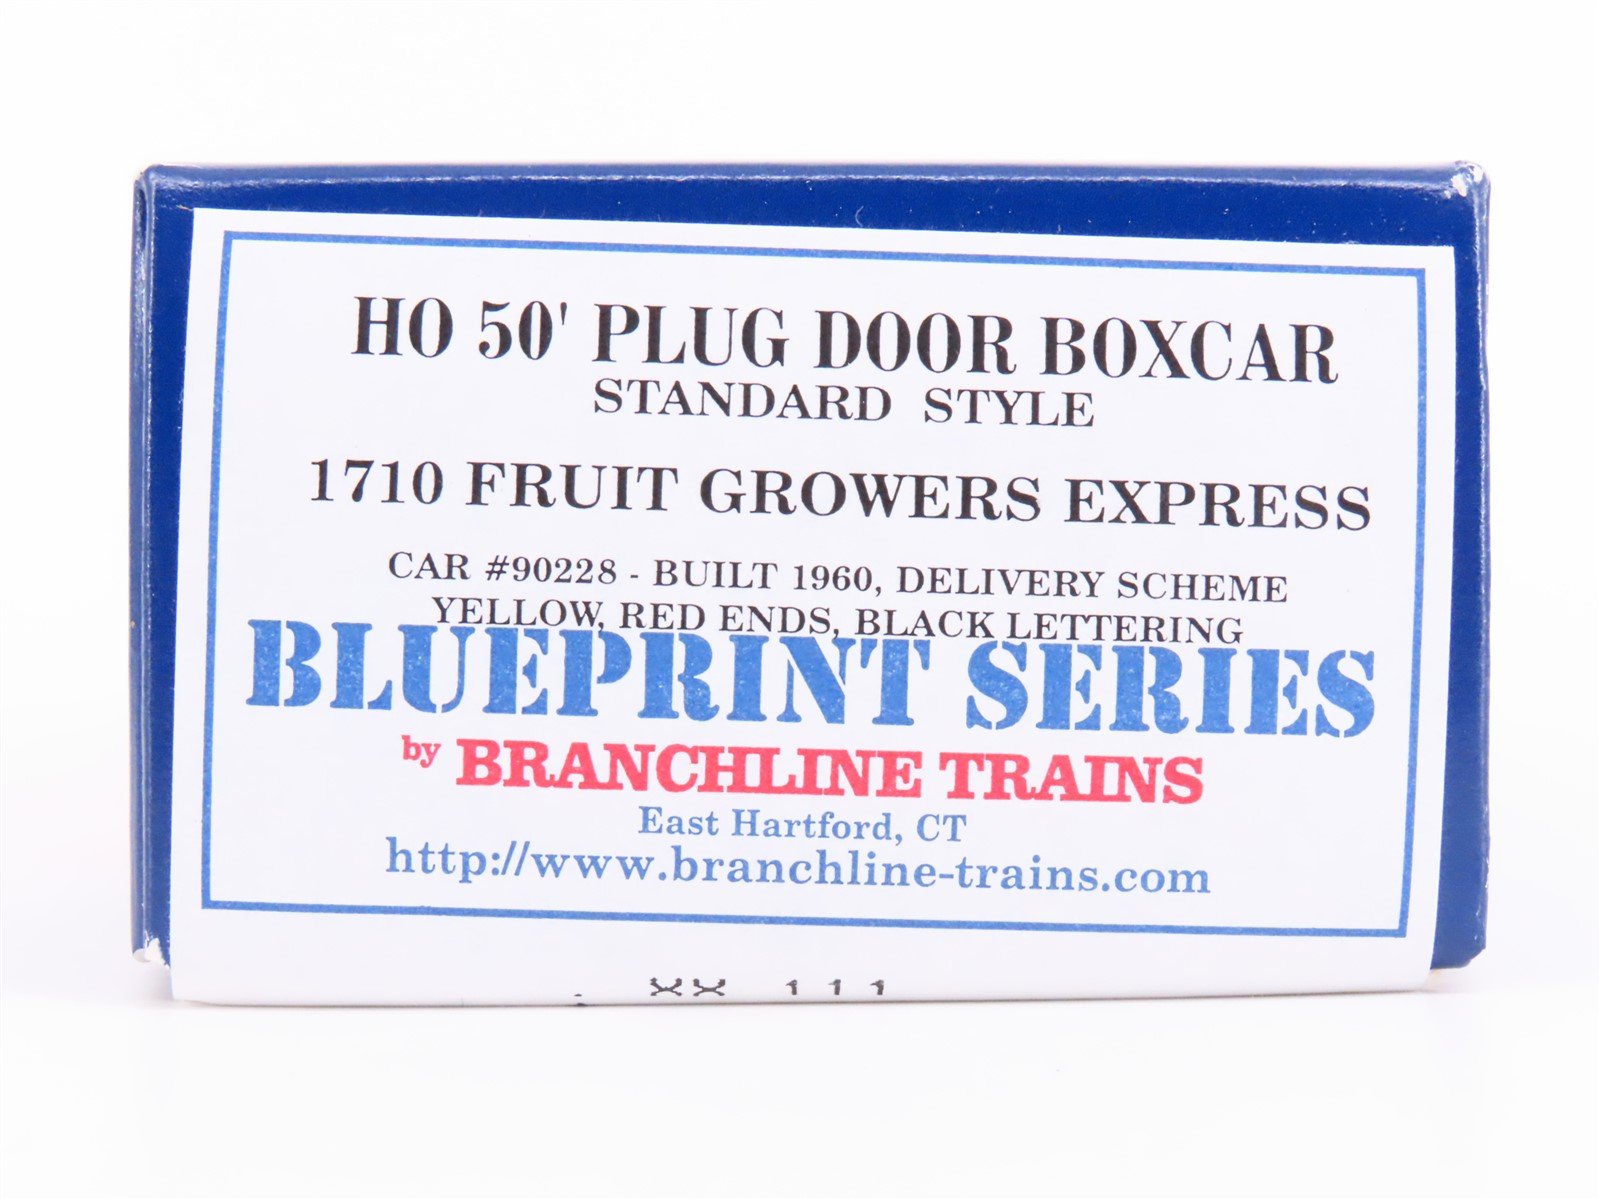 HO 50' PLUG DOOR BOXCAR
STANDARD STYLE
1710 FRUIT GROWERS EXPRESS
CAR #90228 - BUILT 1960, DELIVERY SCHEME
YELLOW, RED ENDS, BLACK LETTERING
BLUEPRINT SERIES
by BRANCHLINE TRAINS
East Hartford, CT
http://www.branchline-trains.com